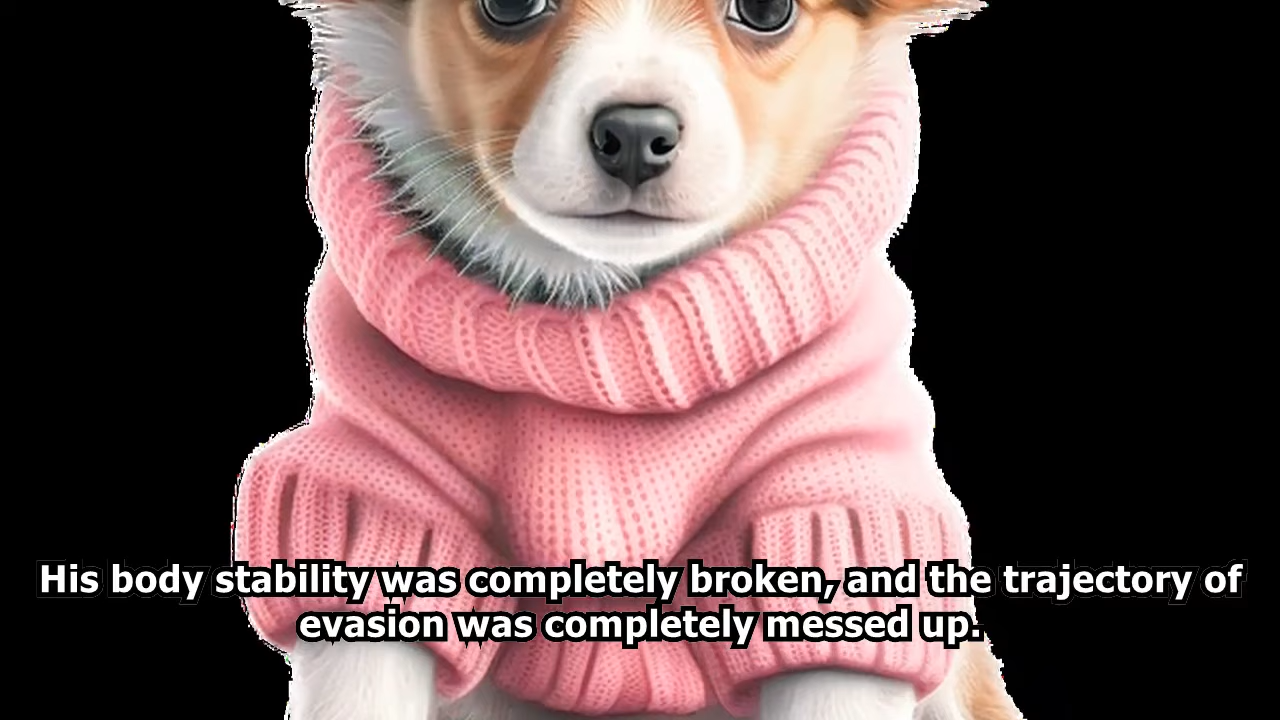 His body stability was completely broken, and the trajectory of
evasion was completely messed up.